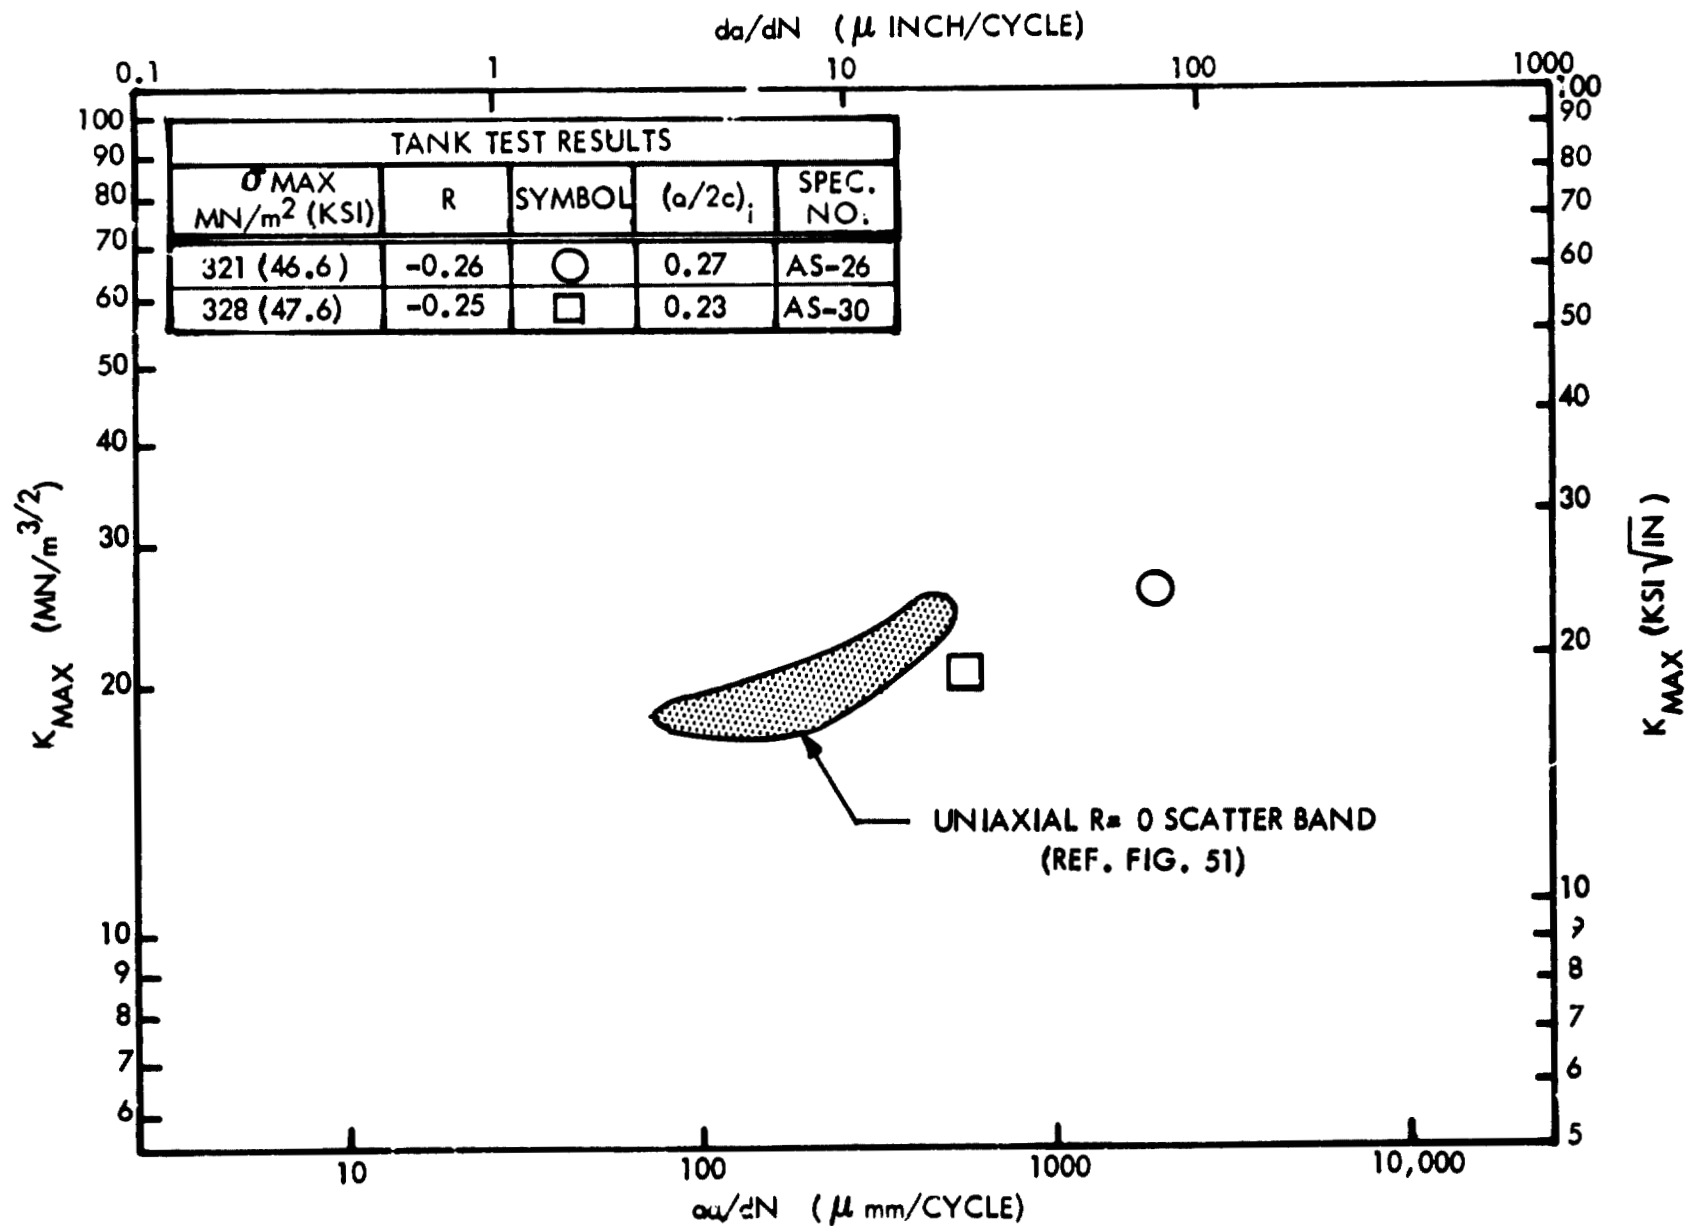 da/dN (μ INCH/CYCLE)
0.1 1 10 100 1000
100
90
80
70
60
50
40
30
20
10
9
8
7
6
K MAX (MN/m 3/2)
TANK TEST RESULTS
σ MAX MN/m² (KSI) R SYMBOL (a/2c)i SPEC. NO.
321 (46.6) -0.26 ○ 0.27 AS-26
328 (47.6) -0.25 □ 0.23 AS-30
UNIAXIAL R= 0 SCATTER BAND
(REF. FIG. 51)
100
90
80
70
60
50
40
30
20
10
9
8
7
6
5
K MAX (KSI √IN)
10 100 1000 10,000
/dN (μ mm/CYCLE)